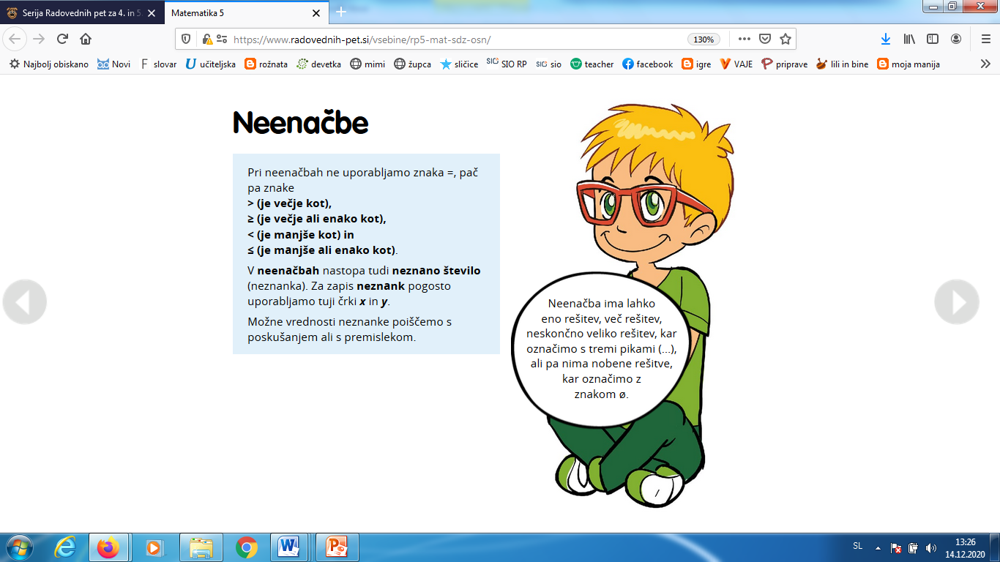 Serija Radovednih pet za 4. in 5.
Matematika 5
https://www.radovednih-pet.si/vsebine/rp5-mat-sdz-osn/
130%
Najbolj obiskano
Novi
F slovar
U učiteljska
rožnata
devetka
mimi
župca
sličice
SIO SIO RP
SIO sio
teacher
facebook
igre
VAJE
priprave
lili in bine
moja manija
Neenačbe
Pri neenačbah ne uporabljamo znaka =, pač
pa znake
> (je večje kot),
≥ (je večje ali enako kot),
< (je manjše kot) in
≤ (je manjše ali enako kot).
V neenačbah nastopa tudi neznano število
(neznanka). Za zapis neznank pogosto
uporabljamo tuji črki x in y.
Možne vrednosti neznanke poiščemo s
poskušanjem ali s premislekom.
Neenačba ima lahko
eno rešitev, več rešitev,
neskončno veliko rešitev, kar
označimo s tremi pikami (...),
ali pa nima nobene rešitve,
kar označimo z
znakom ø.
SL
13:26
14.12.2020